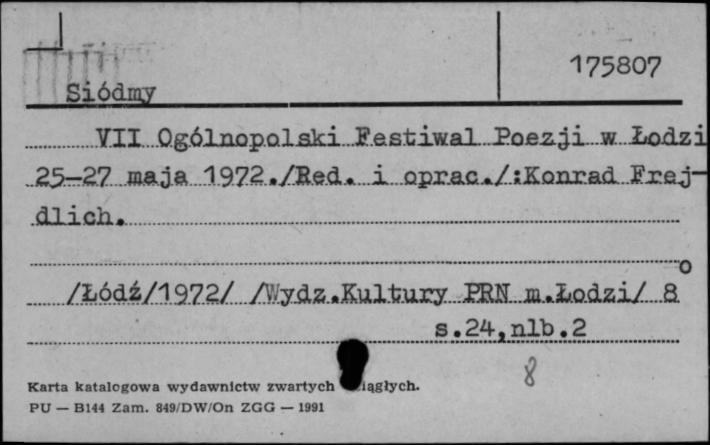 175807
Siódmy
VII Ogólnopolski Festiwal Poezji w Łodzi
25-27 maja 1972./Red. i oprac./:Konrad Frej-
dlich.
/Łódź/1972/ /Wydz.Kultury PRN m.Łodzi/ 8o
s.24,nlb.2
8
Karta katalogowa wydawnictw zwartych iągłych.
PU — B144 Zam. 849/DW/On ZGG — 1991